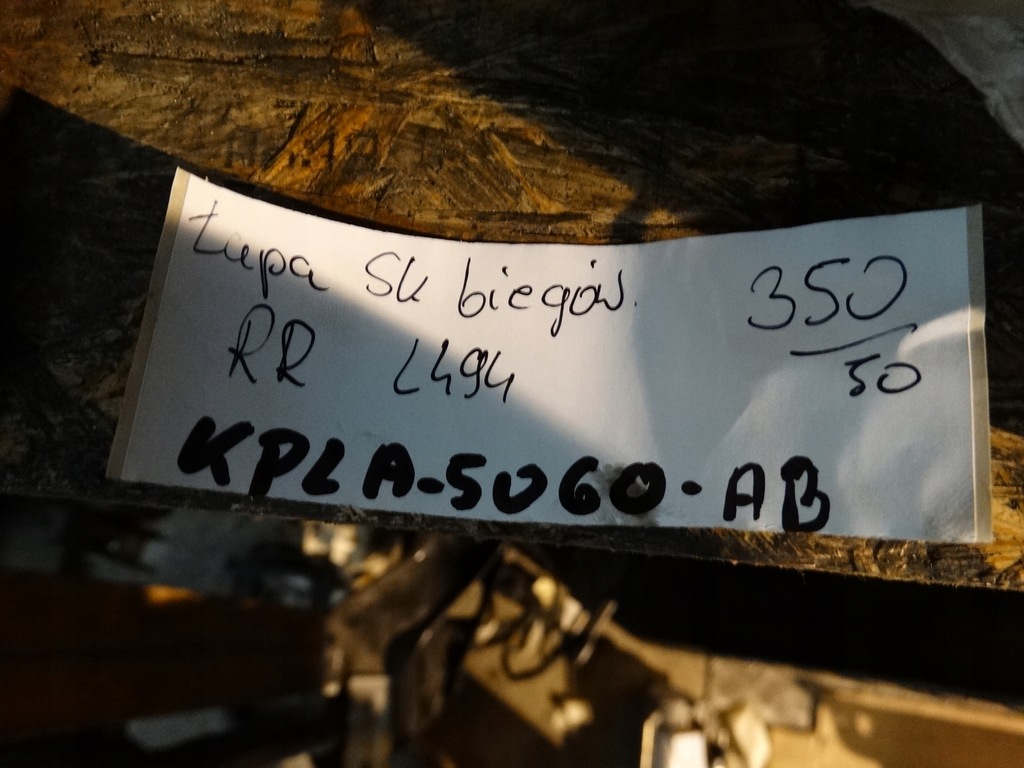 Łapa Sk biegów. 350
RR L494 50
KPLA-5060-AB